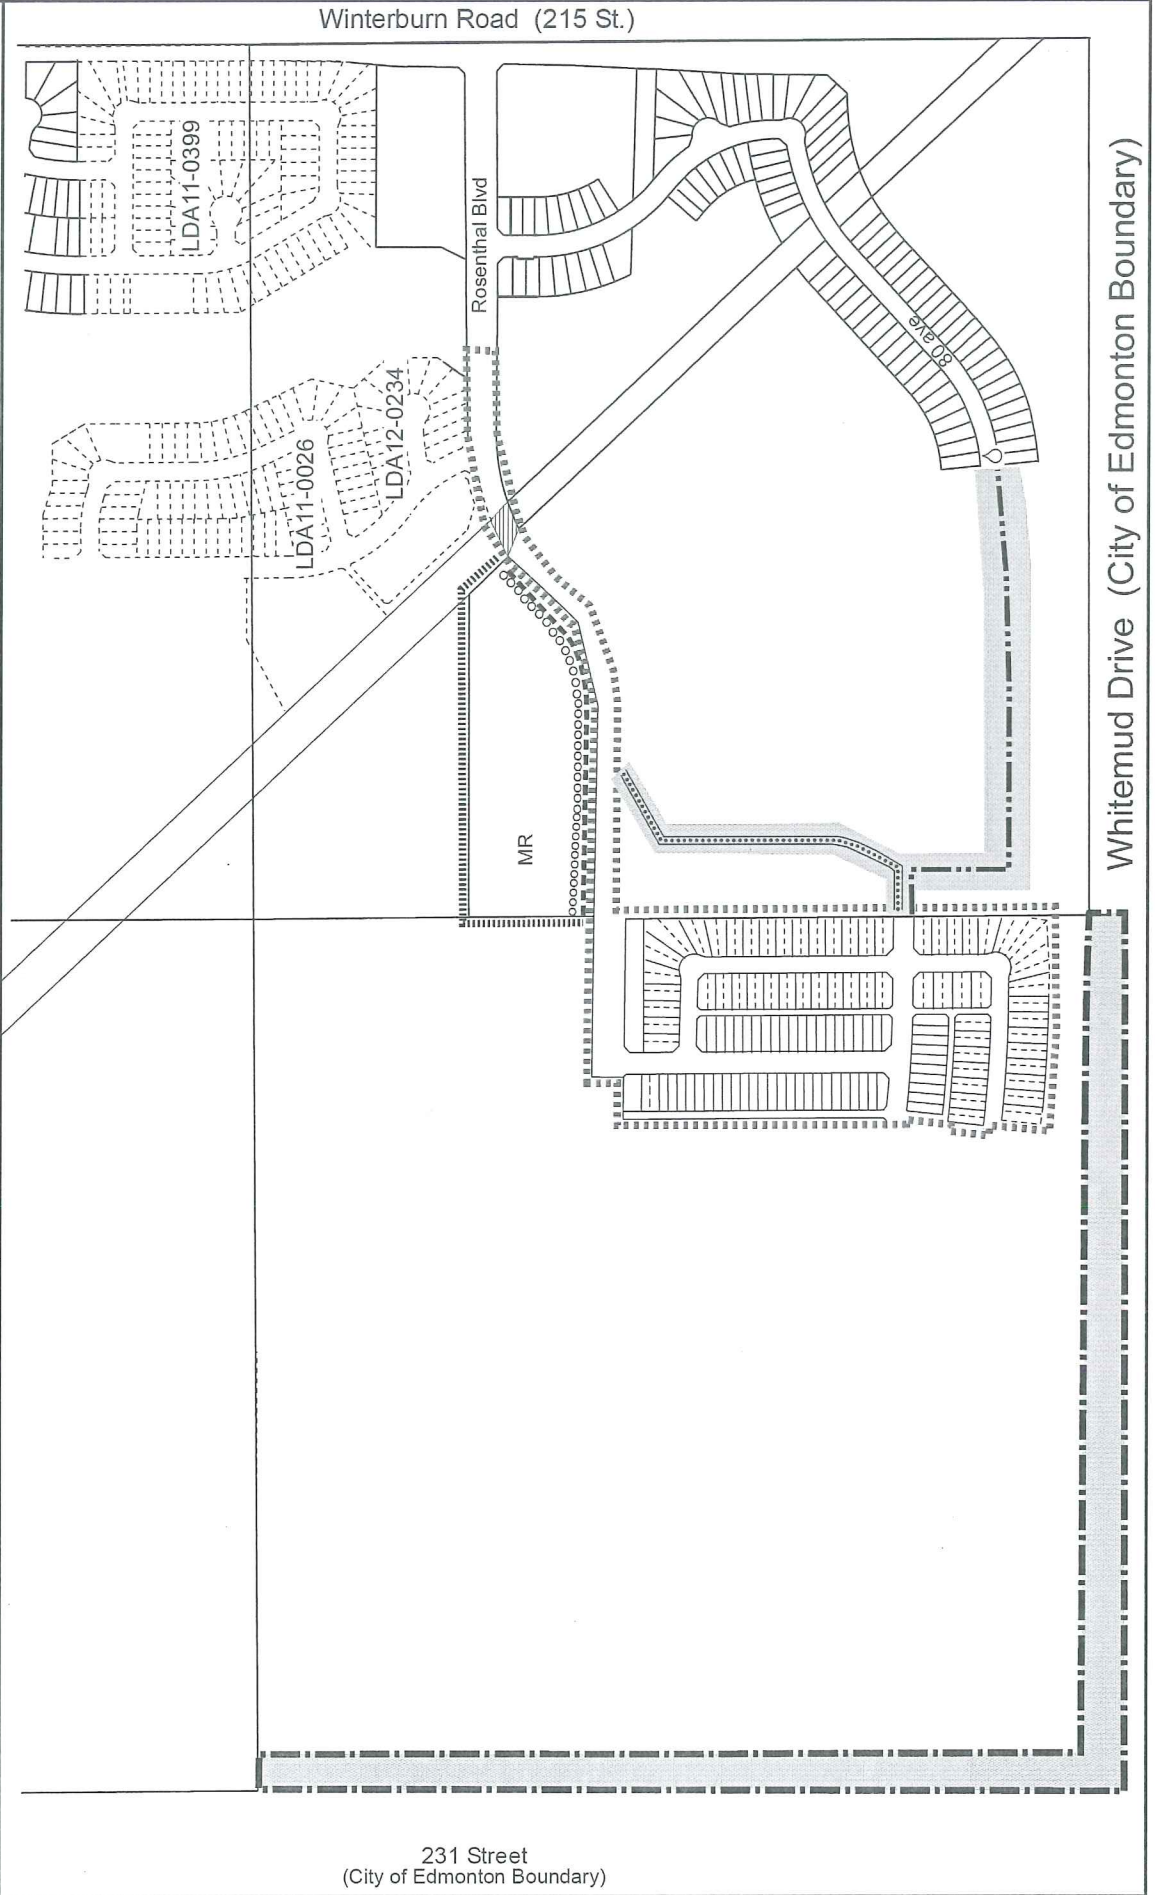 Winterburn Road (215 St.)
LDA11-0399
Rosenthal Blvd
80 ave
LDA12-0234
LDA11-0026
MR
Whitemud Drive (City of Edmonton Boundary)
231 Street
(City of Edmonton Boundary)